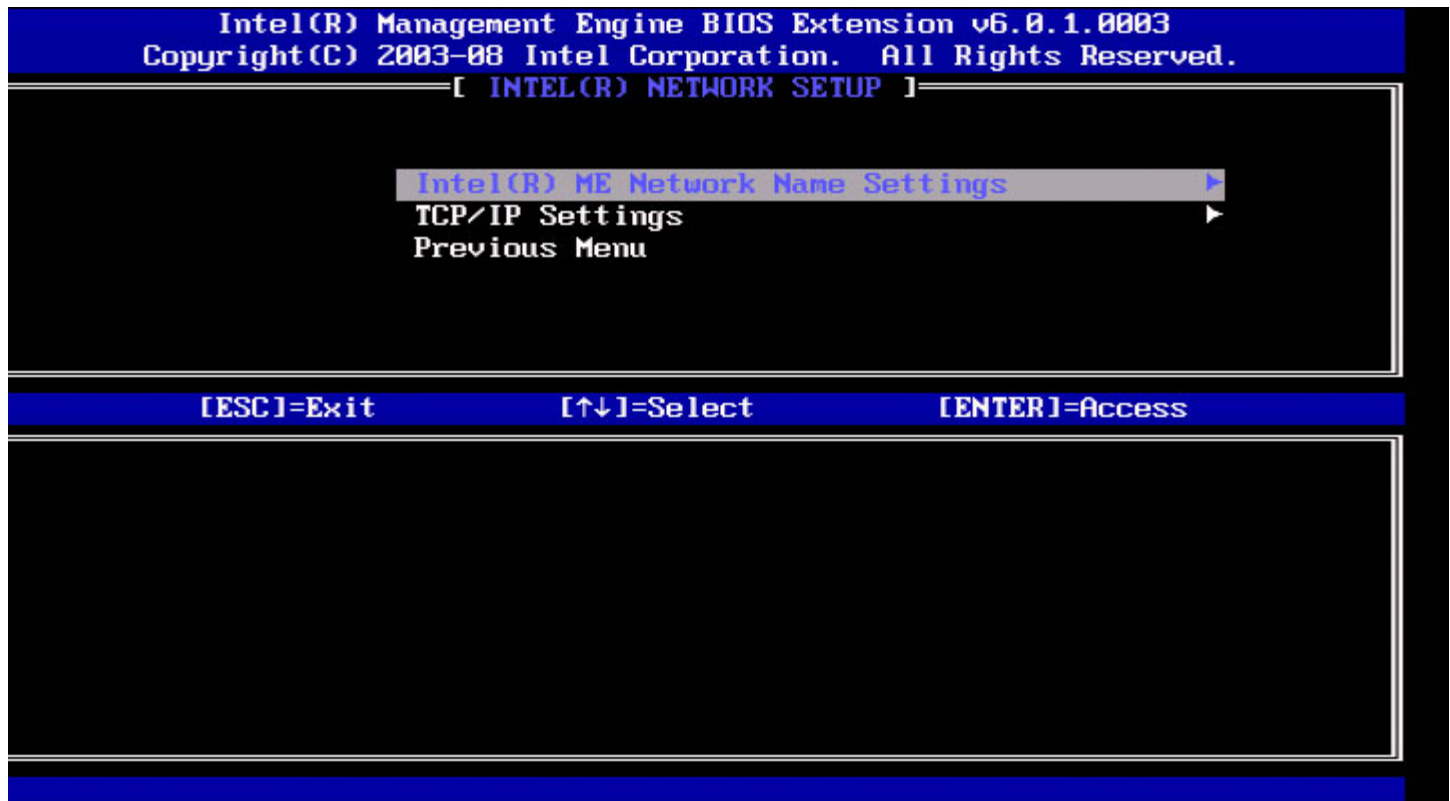 Intel(R) Management Engine BIOS Extension v6.0.1.0003
Copyright(C) 2003-08 Intel Corporation. All Rights Reserved.
[ INTEL(R) NETWORK SETUP ]
Intel(R) ME Network Name Settings ►
TCP/IP Settings ►
Previous Menu
[ESC]=Exit [↑↓]=Select [ENTER]=Access